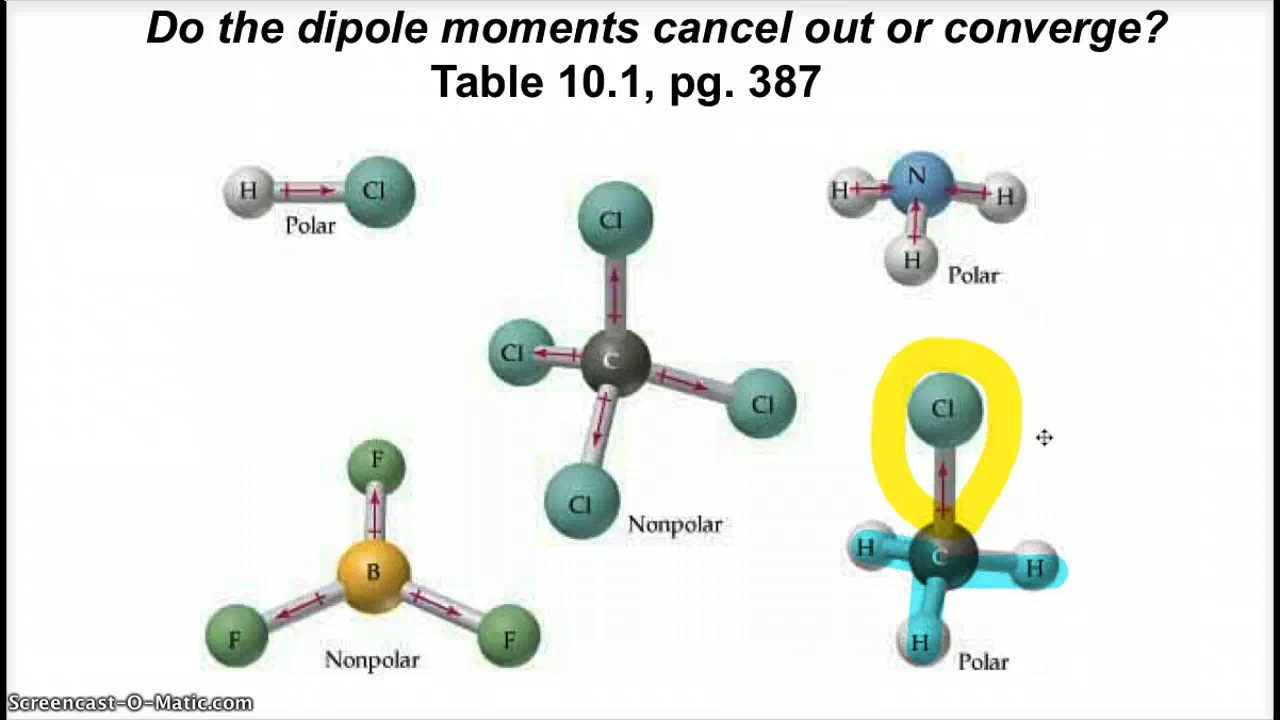 Do the dipole moments cancel out or converge?
Table 10.1, pg. 387
H Cl
Polar
Cl
Cl C
Cl
Cl
Nonpolar
N
H H
H
Polar
F
B
F F
Nonpolar
Cl
H C H
H
Polar
Screencast-O-Matic.com